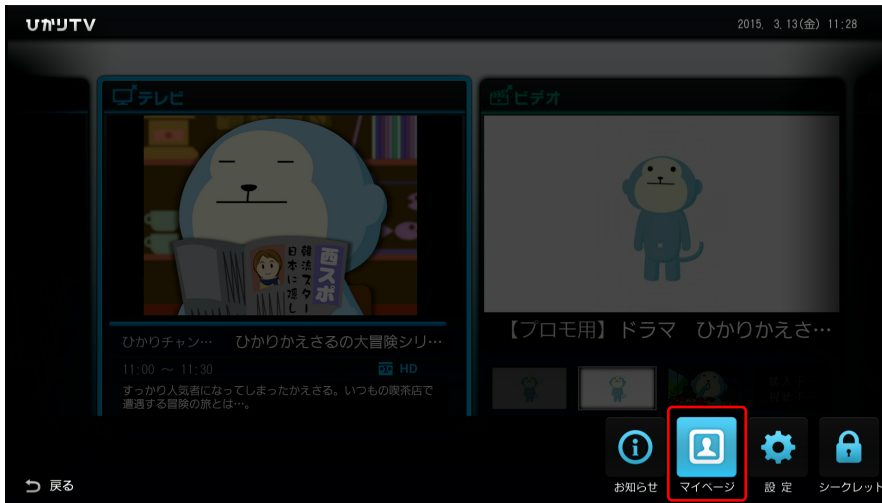 ひかりTV
2015. 3.13(金) 11:28
テレビ
ビデオ
西スポ
韓流スター
日本に隠し
ひかりチャン… ひかりかえさるの大冒険シリ…
11:00 ～ 11:30
HD
すっかり人気者になってしまったかえさる。いつもの喫茶店で
遭遇する冒険の旅とは…。
【プロモ用】ドラマ ひかりかえさ…
お知らせ
マイページ
設 定
シークレット
戻る